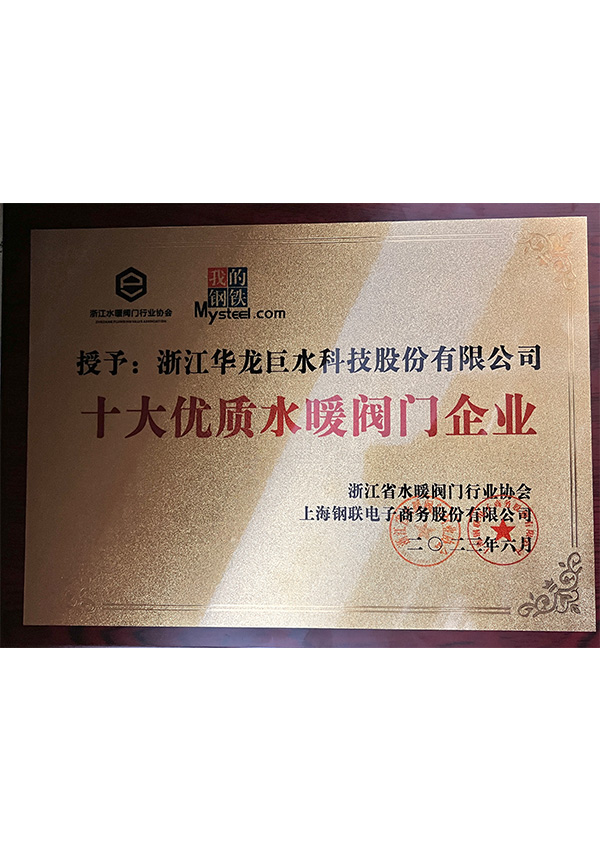 浙江水暖阀门行业协会
我的
钢铁
Mysteel.com
授予：浙江华龙巨水科技股份有限公司
十大优质水暖阀门企业
浙江省水暖阀门行业协会
上海钢联电子商务股份有限公司
二〇二三年六月